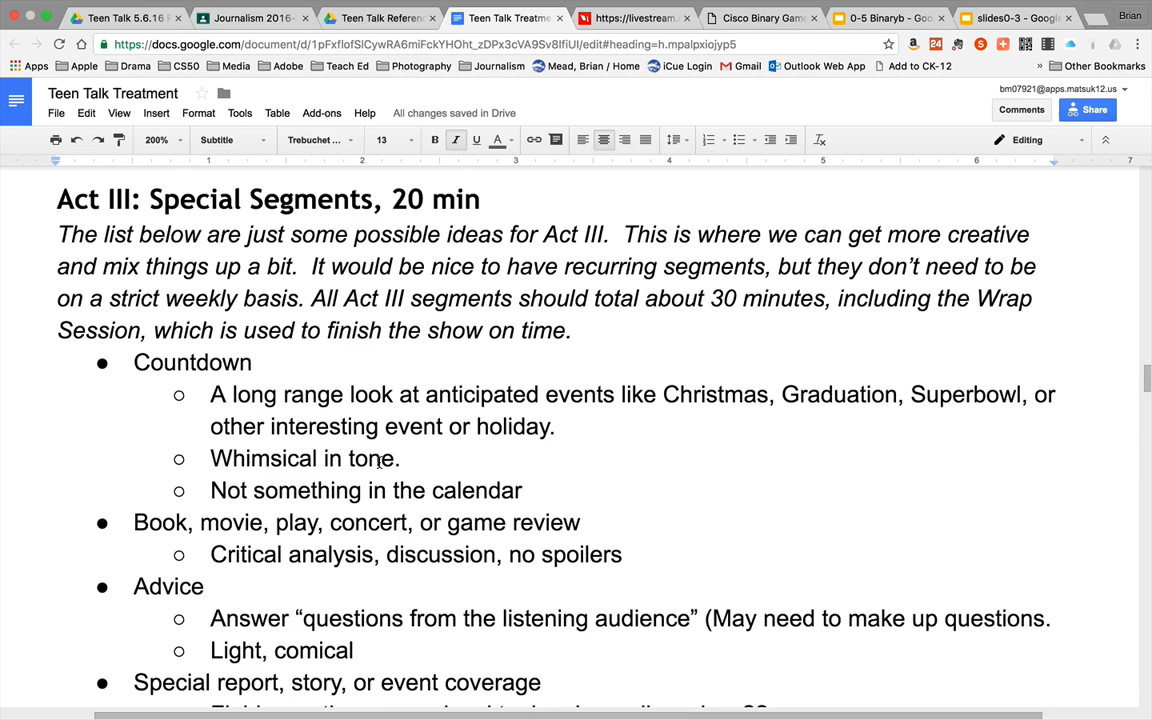 Teen Talk 5.6.16
Journalism 2016-
Teen Talk Referenc
Teen Talk Treatme
https://livestream.
Cisco Binary Game
0-5 Binaryb - Goo
slides0-3 - Google
Brian
https://docs.google.com/document/d/1pFxflofSlCywRA6miFckYHOht_zDPx3cVA9Sv8IfiUI/edit#heading=h.mpalpxiojyp5
Apps Apple Drama CS50 Media Adobe Teach Ed Photography Journalism Mead, Brian / Home iCue Login Gmail Outlook Web App Add to CK-12 » Other Bookmarks
Teen Talk Treatment
bm07921@apps.matsuk12.us
File Edit View Insert Format Tools Table Add-ons Help All changes saved in Drive
Comments Share
200% Subtitle Trebuchet ... 13 B I U A Editing
1 2 3 4 5 6 7
Act III: Special Segments, 20 min
The list below are just some possible ideas for Act III. This is where we can get more creative
and mix things up a bit. It would be nice to have recurring segments, but they don’t need to be
on a strict weekly basis. All Act III segments should total about 30 minutes, including the Wrap
Session, which is used to finish the show on time.
● Countdown
○ A long range look at anticipated events like Christmas, Graduation, Superbowl, or
other interesting event or holiday.
○ Whimsical in tone.
○ Not something in the calendar
● Book, movie, play, concert, or game review
○ Critical analysis, discussion, no spoilers
● Advice
○ Answer “questions from the listening audience” (May need to make up questions.
○ Light, comical
● Special report, story, or event coverage